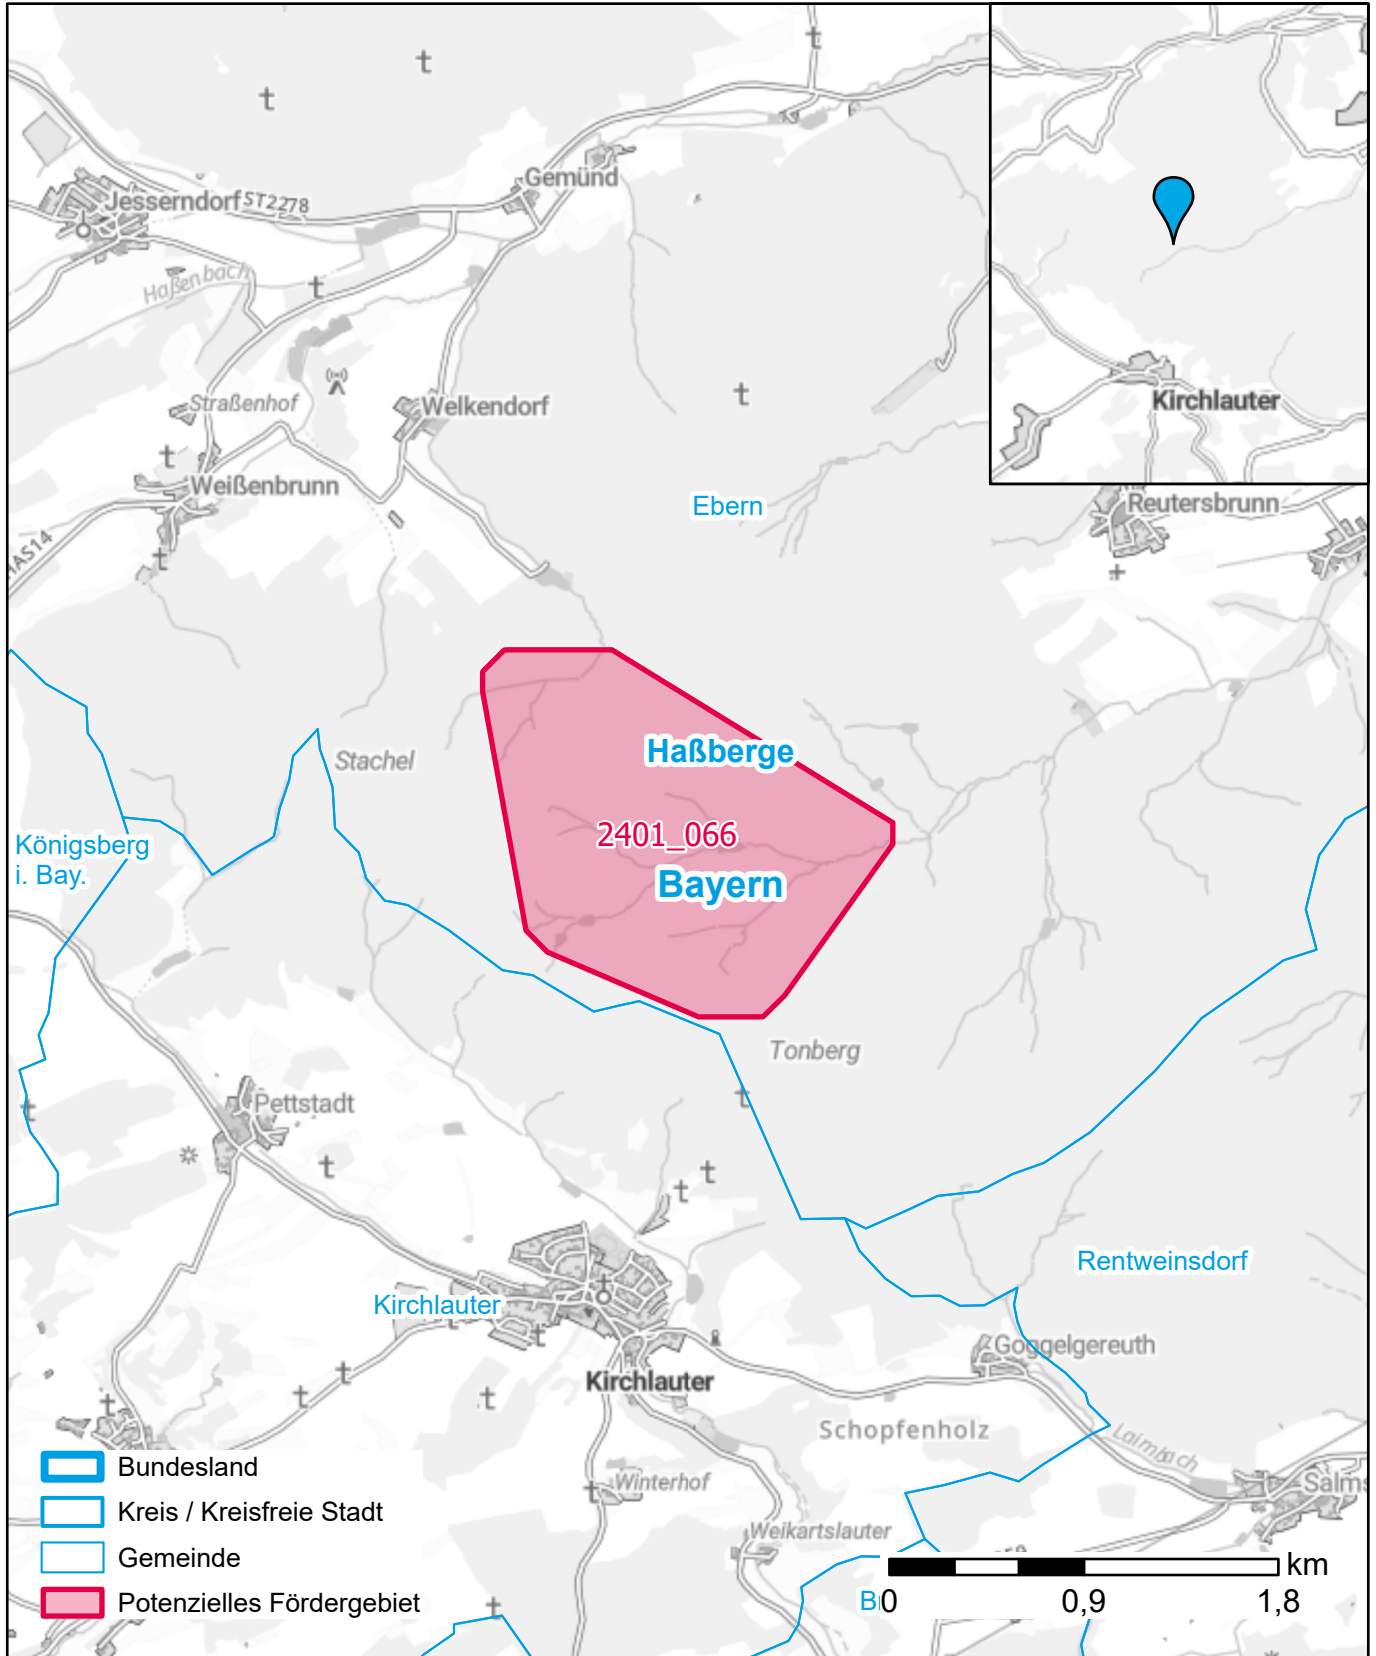 Gemünd
Jesserndorf
ST2278
Haßenbach
Straßenhof
Welkendorf
Weißenbrunn
Kirchlauter
Ebern
Reutersbrunn
Haßberge
Stachel
2401_066
Königsberg
i. Bay.
Bayern
Tonberg
Pettstadt
Rentweinsdorf
Kirchlauter
Goggelgereuth
Kirchlauter
Schopfenholz
Laimbach
Winterhof
Salms
Weikartslauter
Bundesland
Kreis / Kreisfreie Stadt
Gemeinde
Potenzielles Fördergebiet
km
0
0,9
1,8